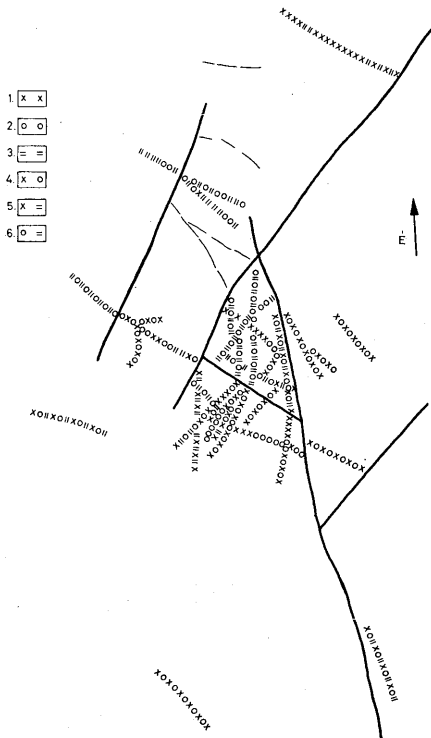 1. x x
2. o o
3. = =
4. x o
5. x =
6. o =
É